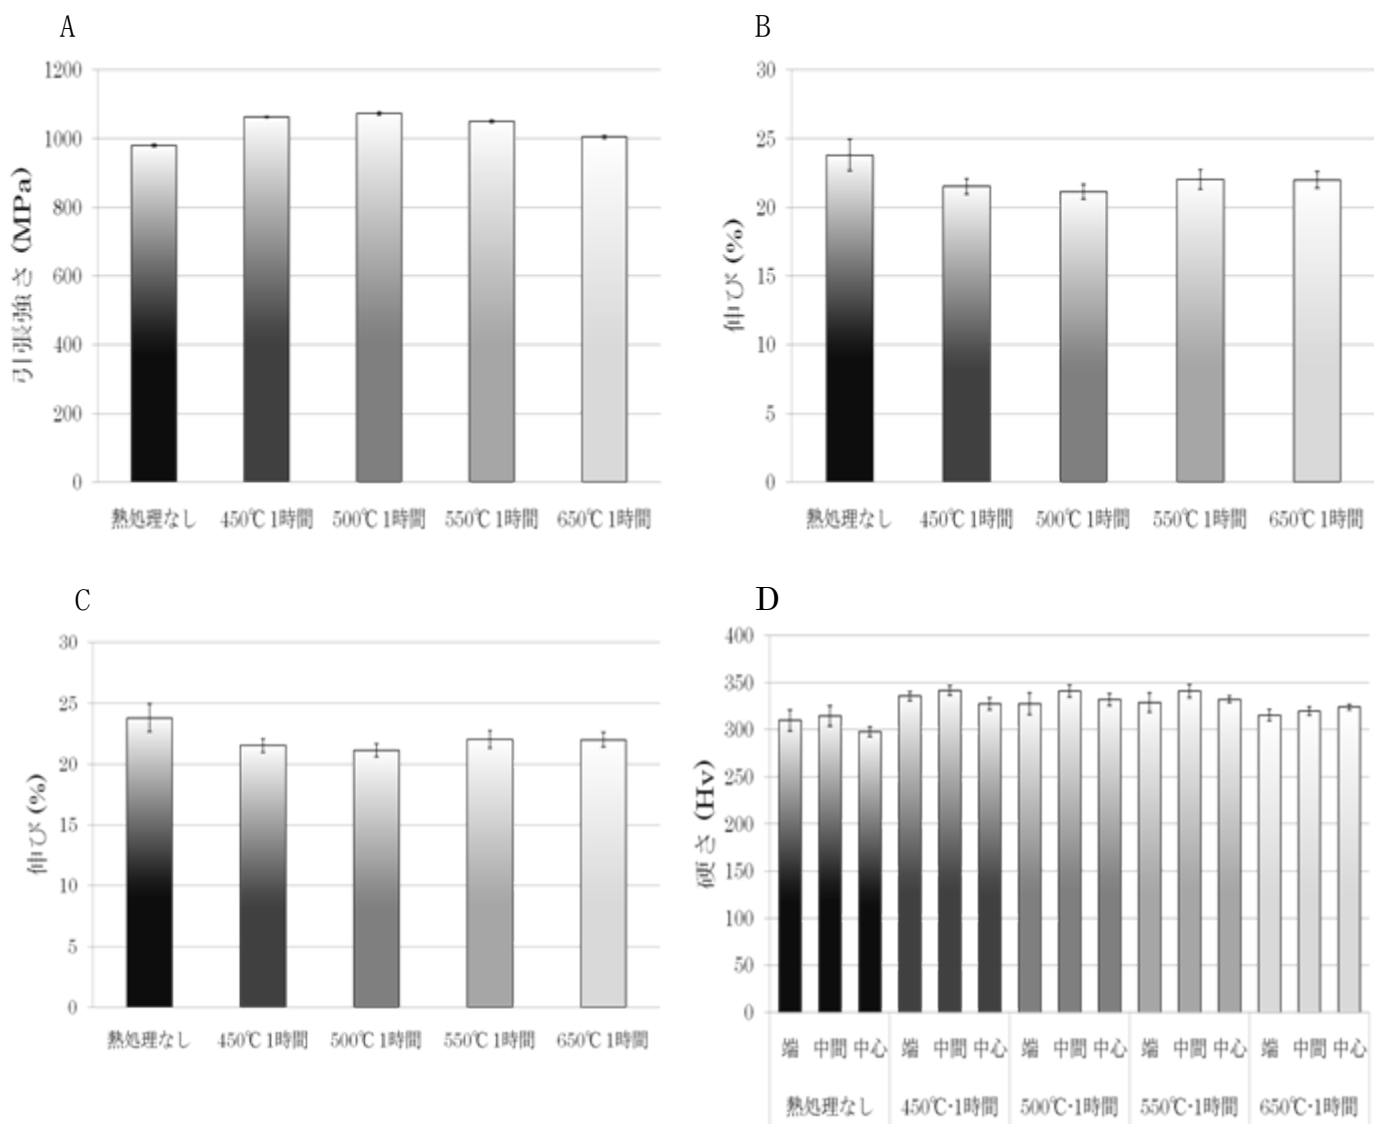 A
引張強さ (MPa)
1200
1000
800
600
400
200
0
熱処理なし 450℃ 1時間 500℃ 1時間 550℃ 1時間 650℃ 1時間
B
伸び (%)
30
25
20
15
10
5
0
熱処理なし 450℃ 1時間 500℃ 1時間 550℃ 1時間 650℃ 1時間
C
伸び (%)
30
25
20
15
10
5
0
熱処理なし 450℃ 1時間 500℃ 1時間 550℃ 1時間 650℃ 1時間
D
硬さ (Hv)
400
350
300
250
200
150
100
50
0
端 中間 中心 端 中間 中心 端 中間 中心 端 中間 中心 端 中間 中心
熱処理なし 450℃·1時間 500℃·1時間 550℃·1時間 650℃·1時間